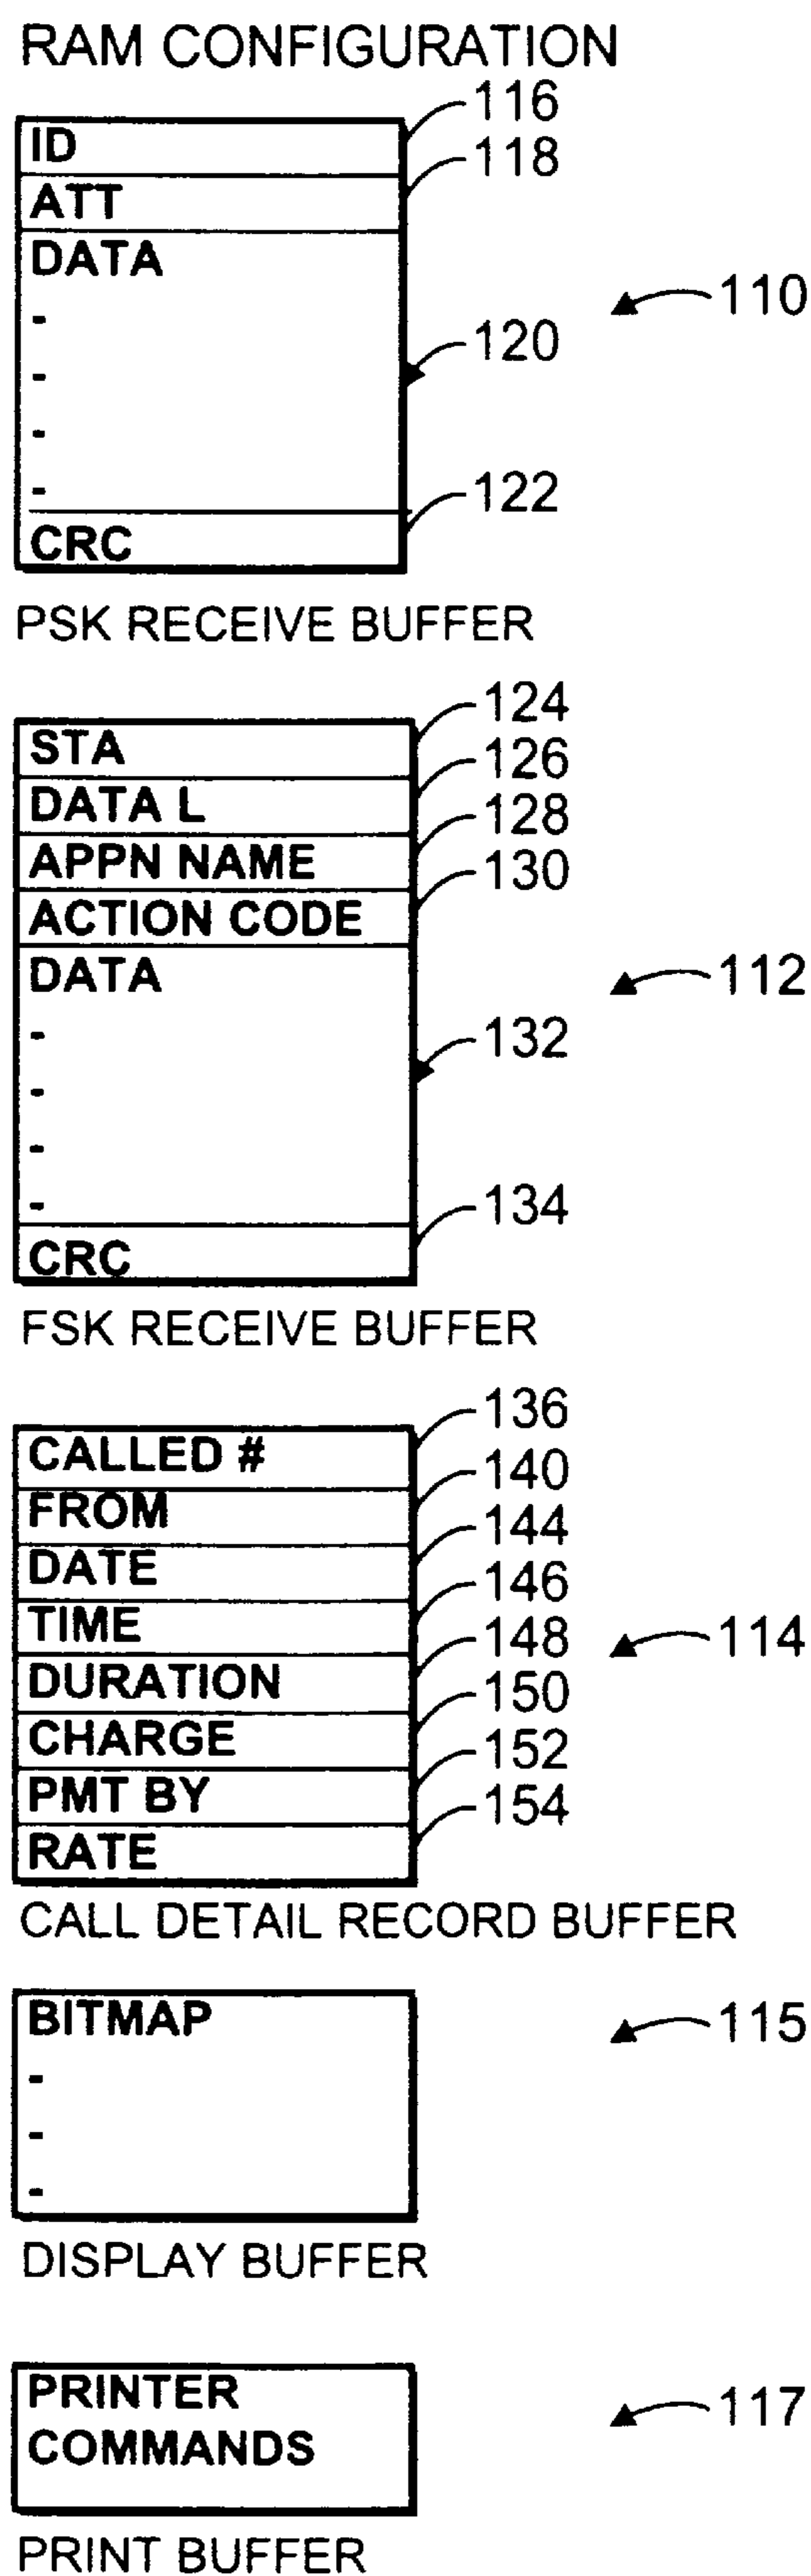 RAM CONFIGURATION
116
ID
118
ATT
DATA
-
110
-
120
-
-
122
CRC
PSK RECEIVE BUFFER
124
STA
126
DATA L
128
APPN NAME
130
ACTION CODE
DATA
112
-
132
-
-
-
134
CRC
FSK RECEIVE BUFFER
136
CALLED #
140
FROM
144
DATE
146
TIME
148
114
DURATION
150
CHARGE
152
PMT BY
154
RATE
CALL DETAIL RECORD BUFFER
BITMAP
115
-
-
-
DISPLAY BUFFER
PRINTER
117
COMMANDS
PRINT BUFFER